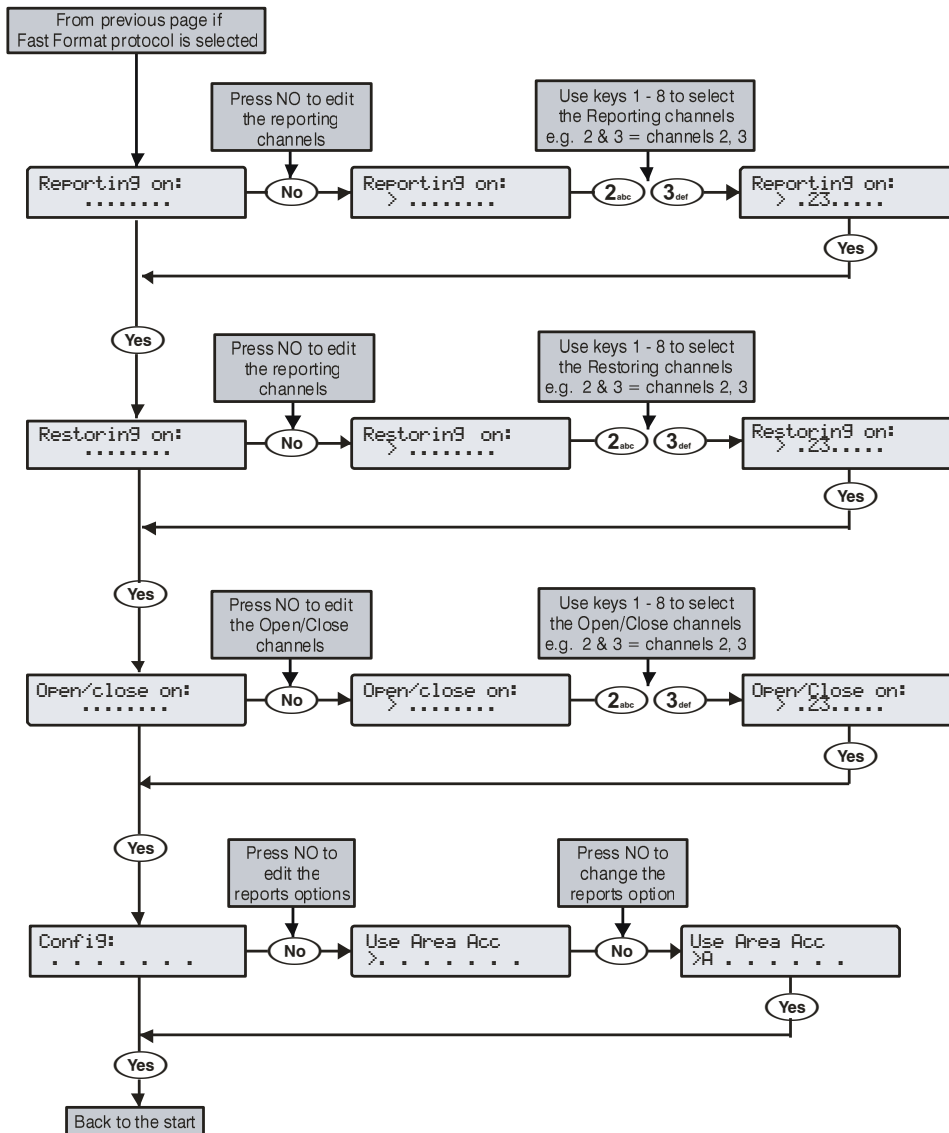 From previous page if
Fast Format protocol is selected
Press NO to edit
the reporting
channels
Use keys 1 - 8 to select
the Reporting channels
e.g. 2 & 3 = channels 2, 3
Reporting on:
. . . . . . . .
No
Reporting on:
> . . . . . . . .
2abc
3def
Reporting on:
> .23.....
Yes
Yes
Press NO to edit
the reporting
channels
Use keys 1 - 8 to select
the Restoring channels
e.g. 2 & 3 = channels 2, 3
Restoring on:
. . . . . . . .
No
Restoring on:
> . . . . . . . .
2abc
3def
Restoring on:
> .23.....
Yes
Yes
Press NO to edit
the Open/Close
channels
Use keys 1 - 8 to select
the Open/Close channels
e.g. 2 & 3 = channels 2, 3
Open/close on:
. . . . . . . .
No
Open/close on:
> . . . . . . . .
2abc
3def
Open/Close on:
> .23.....
Yes
Yes
Press NO to
edit the
reports options
Press NO to
change the
reports option
Config:
. . . . . . .
No
Use Area Acc
>. . . . . . .
No
Use Area Acc
>A . . . . . .
Yes
Yes
Back to the start